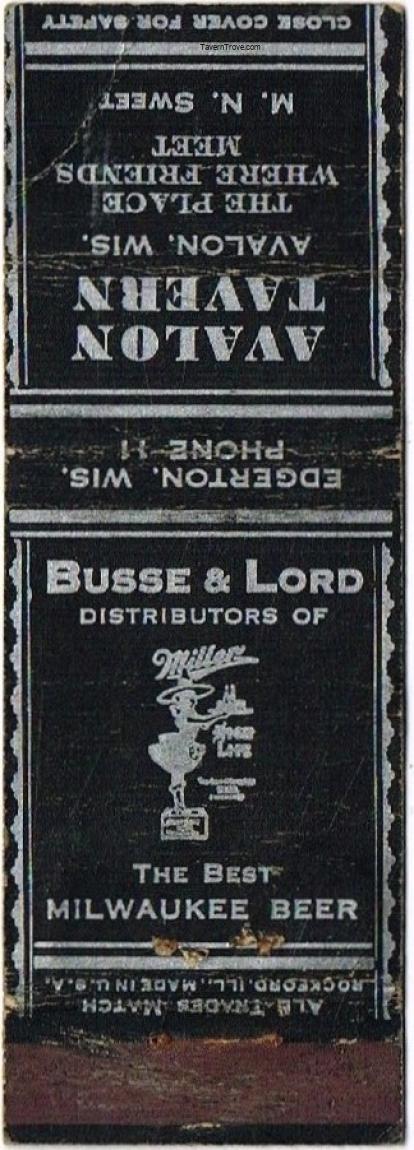 CLOSE COVER FOR SAFETY
TavernTrove.com
AVALON
TAVERN
AVALON, WIS.
THE PLACE
WHERE FRIENDS
MEET
M. N. SWEET
EDGERTON, WIS.
PHONE 11
BUSSE & LORD
DISTRIBUTORS OF
Miller
HIGH
LIFE
THE BEST
MILWAUKEE BEER
ALL TRADES MATCH
ROCKFORD, ILL., MADE IN U.S.A.